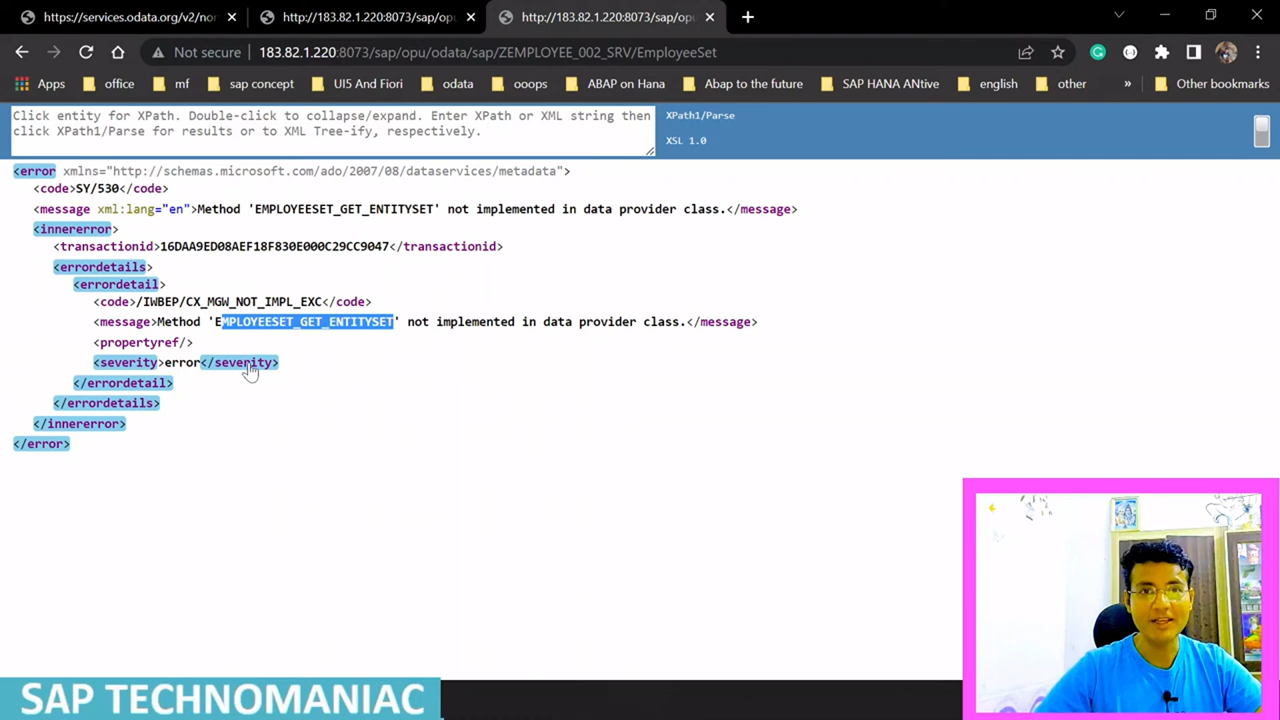 https://services.odata.org/v2/nor
http://183.82.1.220:8073/sap/opu
http://183.82.1.220:8073/sap/opu
Not secure
183.82.1.220:8073/sap/opu/odata/sap/ZEMPLOYEE_002_SRV/EmployeeSet
Apps office mf sap concept UI5 And Fiori odata ooops ABAP on Hana Abap to the future SAP HANA ANtive english other » Other bookmarks
Click entity for XPath. Double-click to collapse/expand. Enter XPath or XML string then
click XPath1/Parse for results or to XML Tree-ify, respectively.
XPath1/Parse
XSL 1.0
<error xmlns="http://schemas.microsoft.com/ado/2007/08/dataservices/metadata">
<code>SY/530</code>
<message xml:lang="en">Method 'EMPLOYEESET_GET_ENTITYSET' not implemented in data provider class.</message>
<innererror>
<transactionid>16DAA9ED08AEF18F830E000C29CC9047</transactionid>
<errordetails>
<errordetail>
<code>/IWBEP/CX_MGW_NOT_IMPL_EXC</code>
<message>Method 'EMPLOYEESET_GET_ENTITYSET' not implemented in data provider class.</message>
<propertyref/>
<severity>error</severity>
</errordetail>
</errordetails>
</innererror>
</error>
SAP TECHNOMANIAC